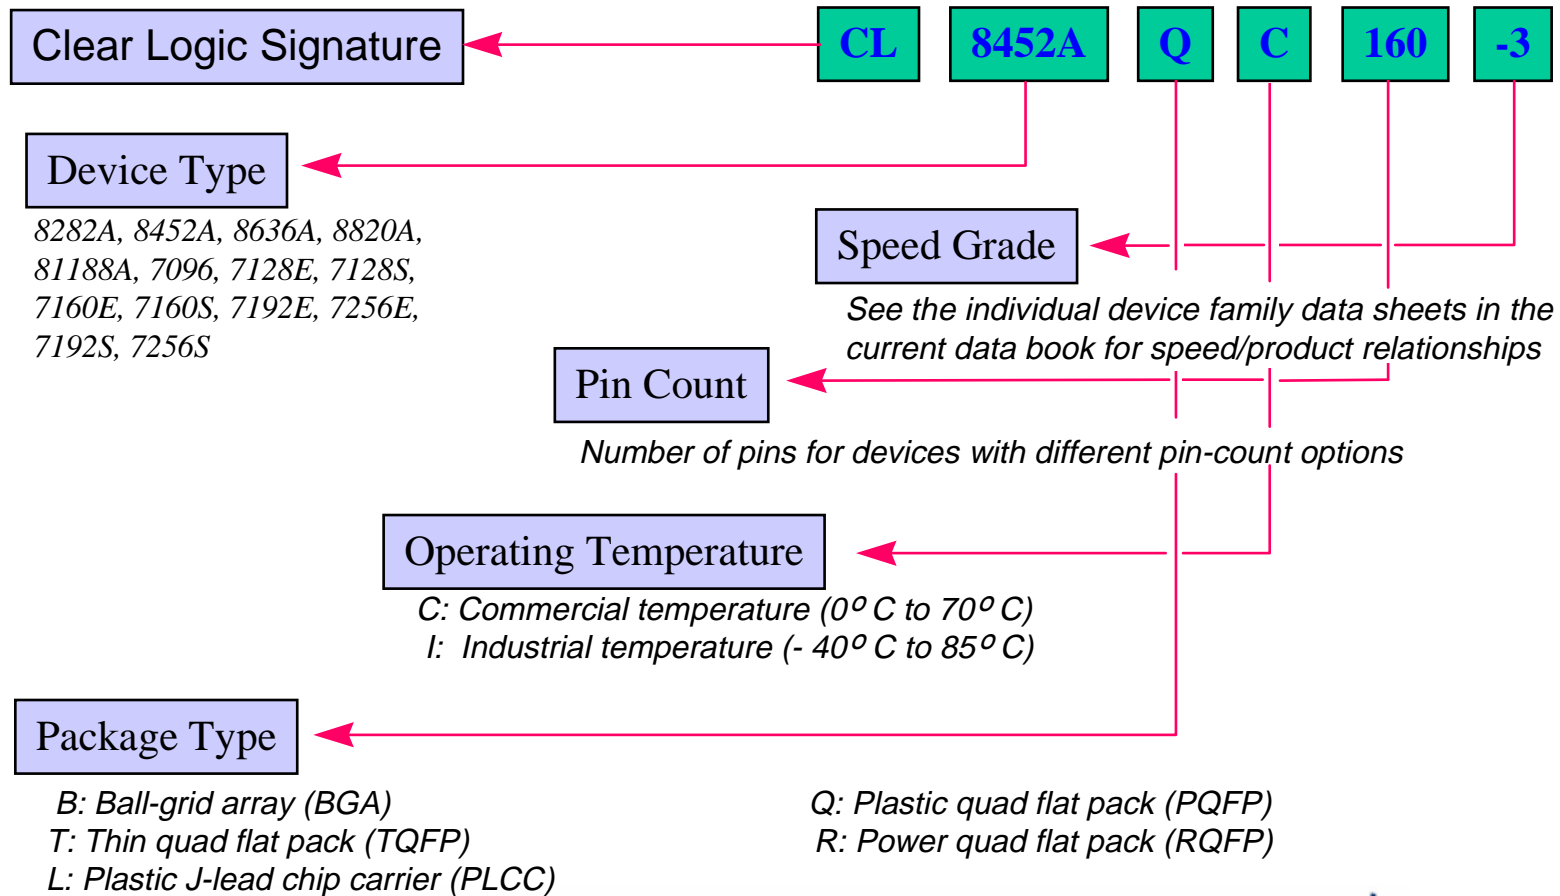 Clear Logic Signature CL 8452A Q C 160 -3
Device Type
8282A, 8452A, 8636A, 8820A,
81188A, 7096, 7128E, 7128S,
7160E, 7160S, 7192E, 7256E,
7192S, 7256S
Speed Grade
See the individual device family data sheets in the
current data book for speed/product relationships
Pin Count
Number of pins for devices with different pin-count options
Operating Temperature
C: Commercial temperature (0º C to 70º C)
I: Industrial temperature (- 40º C to 85º C)
Package Type
B: Ball-grid array (BGA)
T: Thin quad flat pack (TQFP)
L: Plastic J-lead chip carrier (PLCC)
Q: Plastic quad flat pack (PQFP)
R: Power quad flat pack (RQFP)